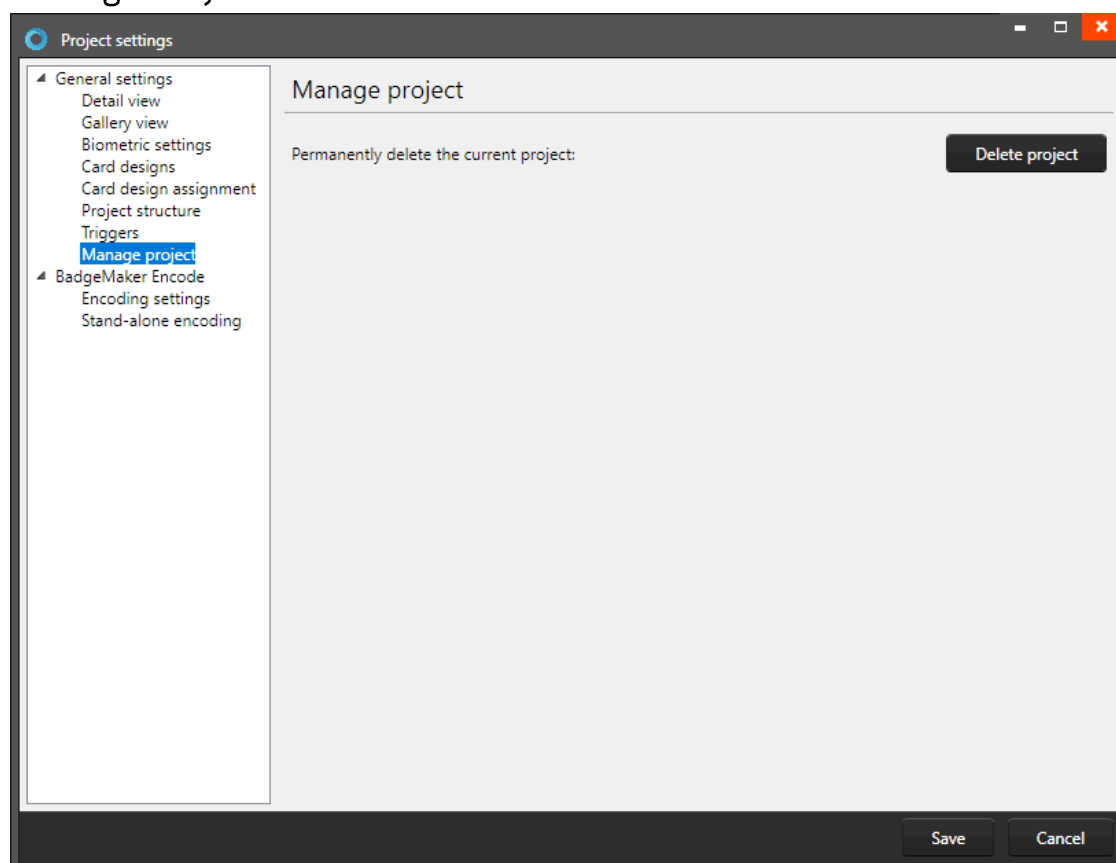 Project settings
General settings
Detail view
Gallery view
Biometric settings
Card designs
Card design assignment
Project structure
Triggers
Manage project
BadgeMaker Encode
Encoding settings
Stand-alone encoding
Manage project
Permanently delete the current project:
Delete project
Save
Cancel